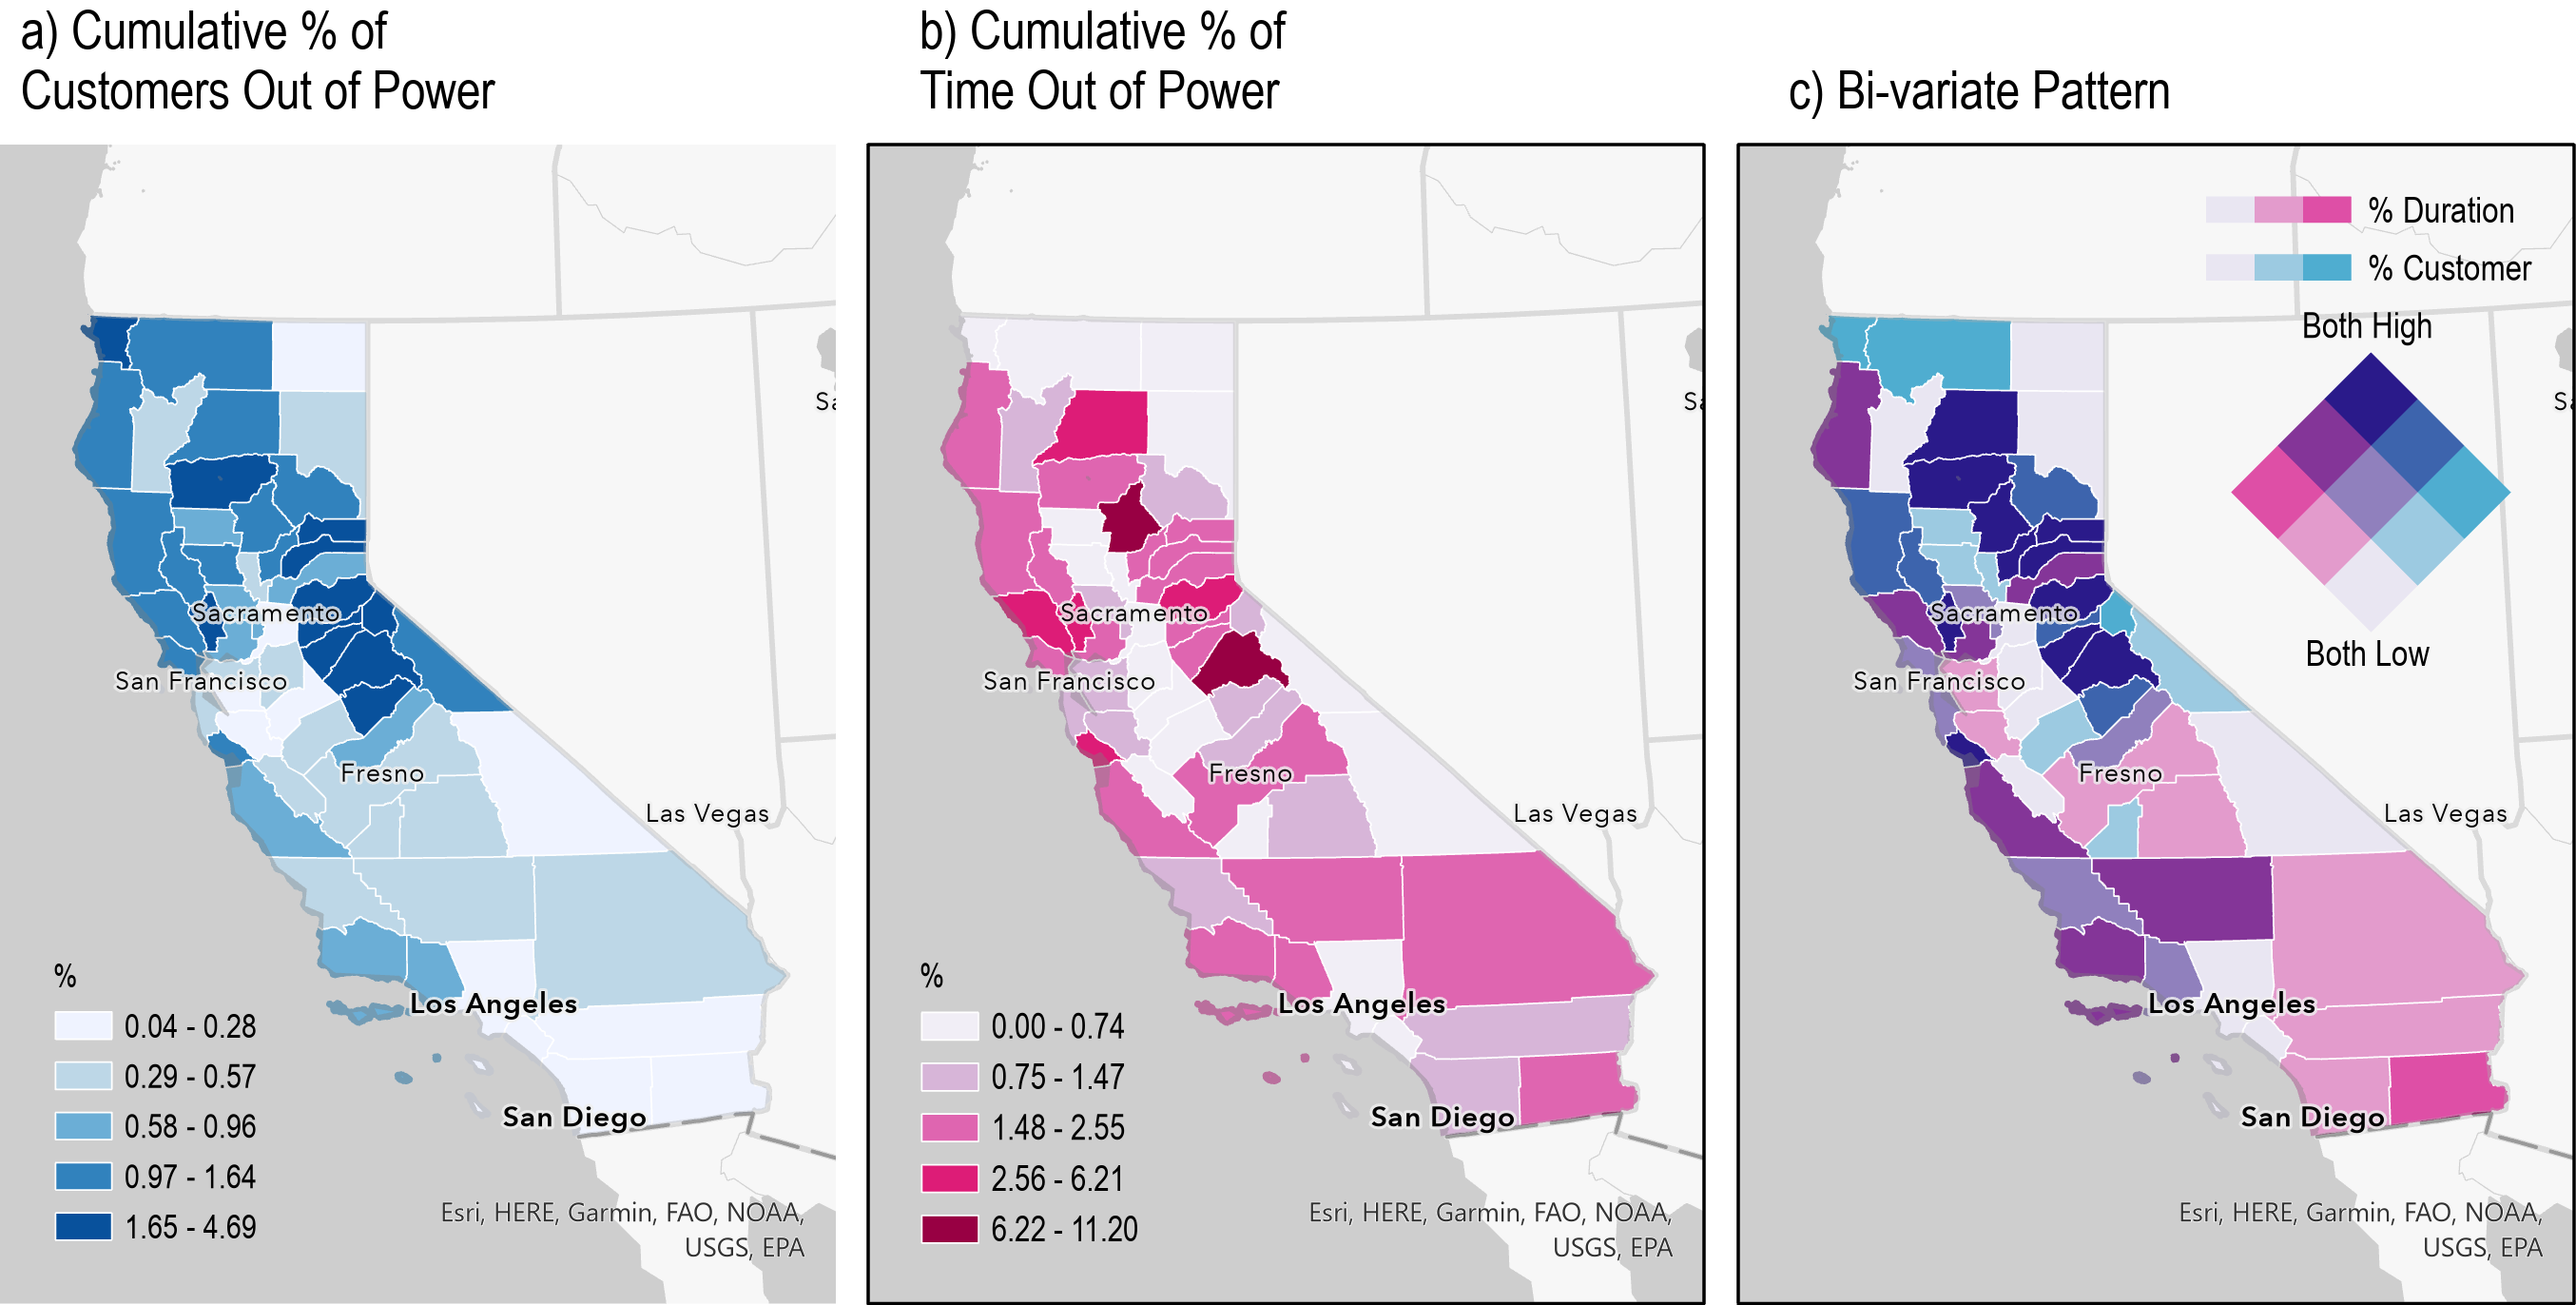 a) Cumulative % of
Customers Out of Power
b) Cumulative % of
Time Out of Power
c) Bi-variate Pattern
Sacramento
San Francisco
Fresno
Las Vegas
Los Angeles
San Diego
%
0.04 - 0.28
0.29 - 0.57
0.58 - 0.96
0.97 - 1.64
1.65 - 4.69
Esri, HERE, Garmin, FAO, NOAA,
USGS, EPA
Sacramento
San Francisco
Fresno
Las Vegas
Los Angeles
San Diego
%
0.00 - 0.74
0.75 - 1.47
1.48 - 2.55
2.56 - 6.21
6.22 - 11.20
Esri, HERE, Garmin, FAO, NOAA,
USGS, EPA
% Duration
% Customer
Both High
Both Low
Sacramento
San Francisco
Fresno
Las Vegas
Los Angeles
San Diego
Esri, HERE, Garmin, FAO, NOAA,
USGS, EPA